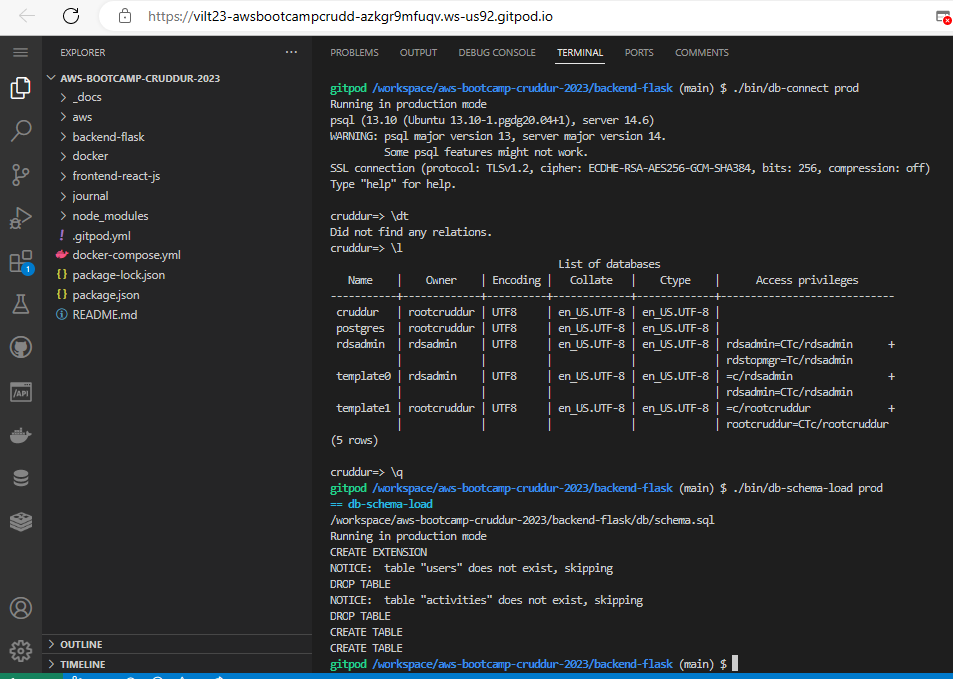 https://vilt23-awsbootcampcrudd-azkgr9mfuqv.ws-us92.gitpod.io
EXPLORER
AWS-BOOTCAMP-CRUDDUR-2023
_docs
aws
backend-flask
docker
frontend-react-js
journal
node_modules
.gitpod.yml
docker-compose.yml
package-lock.json
package.json
README.md
OUTLINE
TIMELINE
1
/API
PROBLEMS OUTPUT DEBUG CONSOLE TERMINAL PORTS COMMENTS
gitpod /workspace/aws-bootcamp-cruddur-2023/backend-flask (main) $ ./bin/db-connect prod
Running in production mode
psql (13.10 (Ubuntu 13.10-1.pgdg20.04+1), server 14.6)
WARNING: psql major version 13, server major version 14.
         Some psql features might not work.
SSL connection (protocol: TLSv1.2, cipher: ECDHE-RSA-AES256-GCM-SHA384, bits: 256, compression: off)
Type "help" for help.
cruddur=> \dt
Did not find any relations.
cruddur=> \l
List of databases
Name | Owner | Encoding | Collate | Ctype | Access privileges
-----------+-------------+----------+-------------+-------------+---------------------------
cruddur | rootcruddur | UTF8 | en_US.UTF-8 | en_US.UTF-8 |
postgres | rootcruddur | UTF8 | en_US.UTF-8 | en_US.UTF-8 |
rdsadmin | rdsadmin | UTF8 | en_US.UTF-8 | en_US.UTF-8 | rdsadmin=CTc/rdsadmin +
| | | | | rdstopmgr=Tc/rdsadmin
template0 | rdsadmin | UTF8 | en_US.UTF-8 | en_US.UTF-8 | =c/rdsadmin +
| | | | | rdsadmin=CTc/rdsadmin
template1 | rootcruddur | UTF8 | en_US.UTF-8 | en_US.UTF-8 | =c/rootcruddur +
| | | | | rootcruddur=CTc/rootcruddur
(5 rows)
cruddur=> \q
gitpod /workspace/aws-bootcamp-cruddur-2023/backend-flask (main) $ ./bin/db-schema-load prod
== db-schema-load
/workspace/aws-bootcamp-cruddur-2023/backend-flask/db/schema.sql
Running in production mode
CREATE EXTENSION
NOTICE:  table "users" does not exist, skipping
DROP TABLE
NOTICE:  table "activities" does not exist, skipping
DROP TABLE
CREATE TABLE
CREATE TABLE
gitpod /workspace/aws-bootcamp-cruddur-2023/backend-flask (main) $